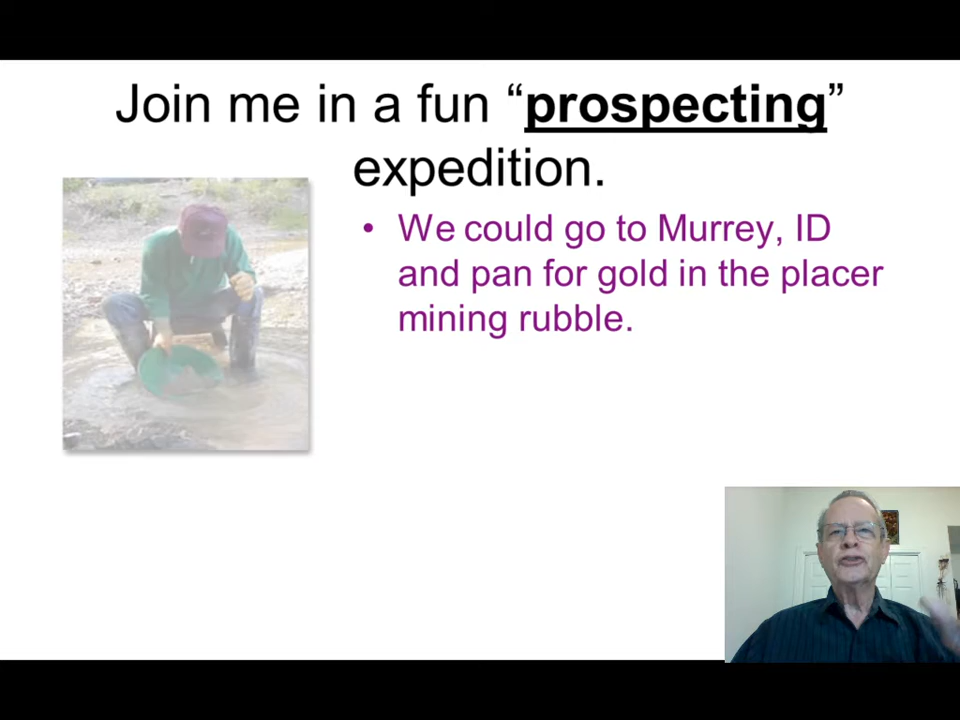 Join me in a fun “prospecting”
expedition.
• We could go to Murrey, ID
and pan for gold in the placer
mining rubble.